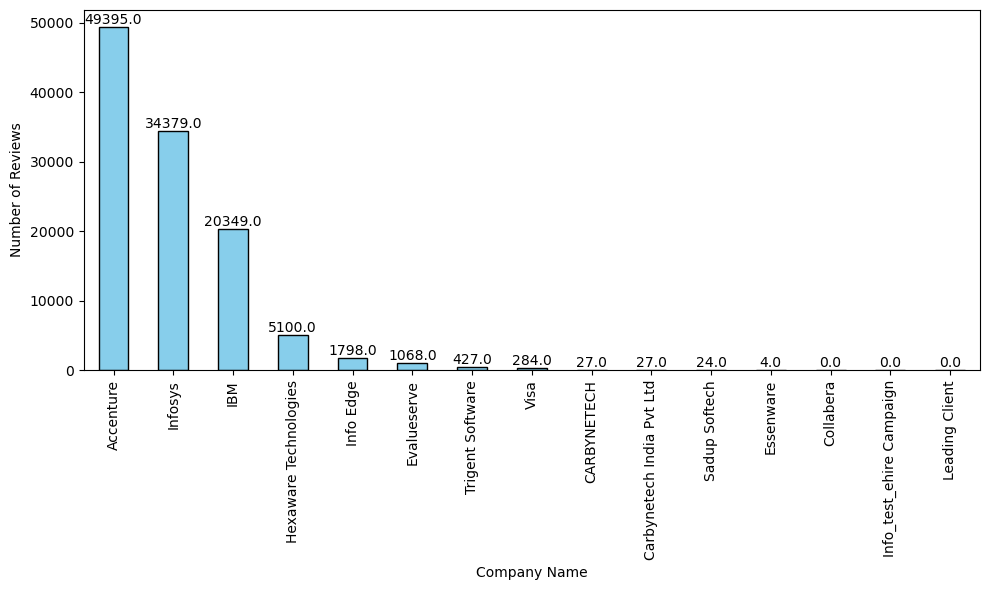 49395.0
34379.0
20349.0
5100.0
1798.0
1068.0
427.0
284.0
27.0
27.0
24.0
4.0
0.0
0.0
0.0
50000
40000
30000
20000
10000
0
Number of Reviews
Accenture
Infosys
IBM
Hexaware Technologies
Info Edge
Evalueserve
Trigent Software
Visa
CARBYNETECH
Carbynetech India Pvt Ltd
Sadup Softech
Essenware
Collabera
Info_test_ehire Campaign
Leading Client
Company Name